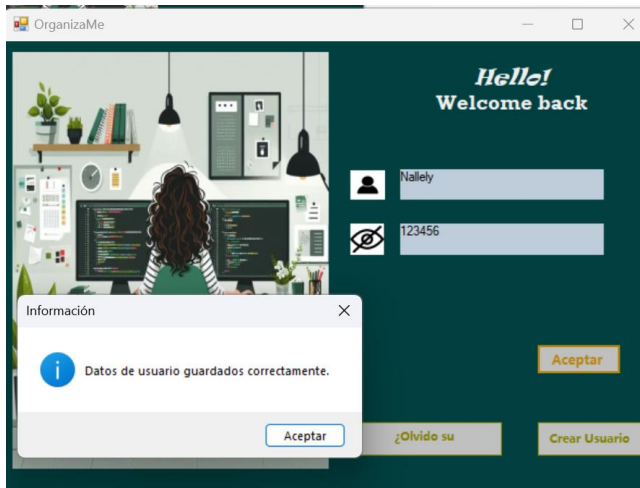 OrganizaMe
Hello!
Welcome back
Nallely
123456
Información
Datos de usuario guardados correctamente.
Aceptar
Aceptar
¿Olvido su
Crear Usuario